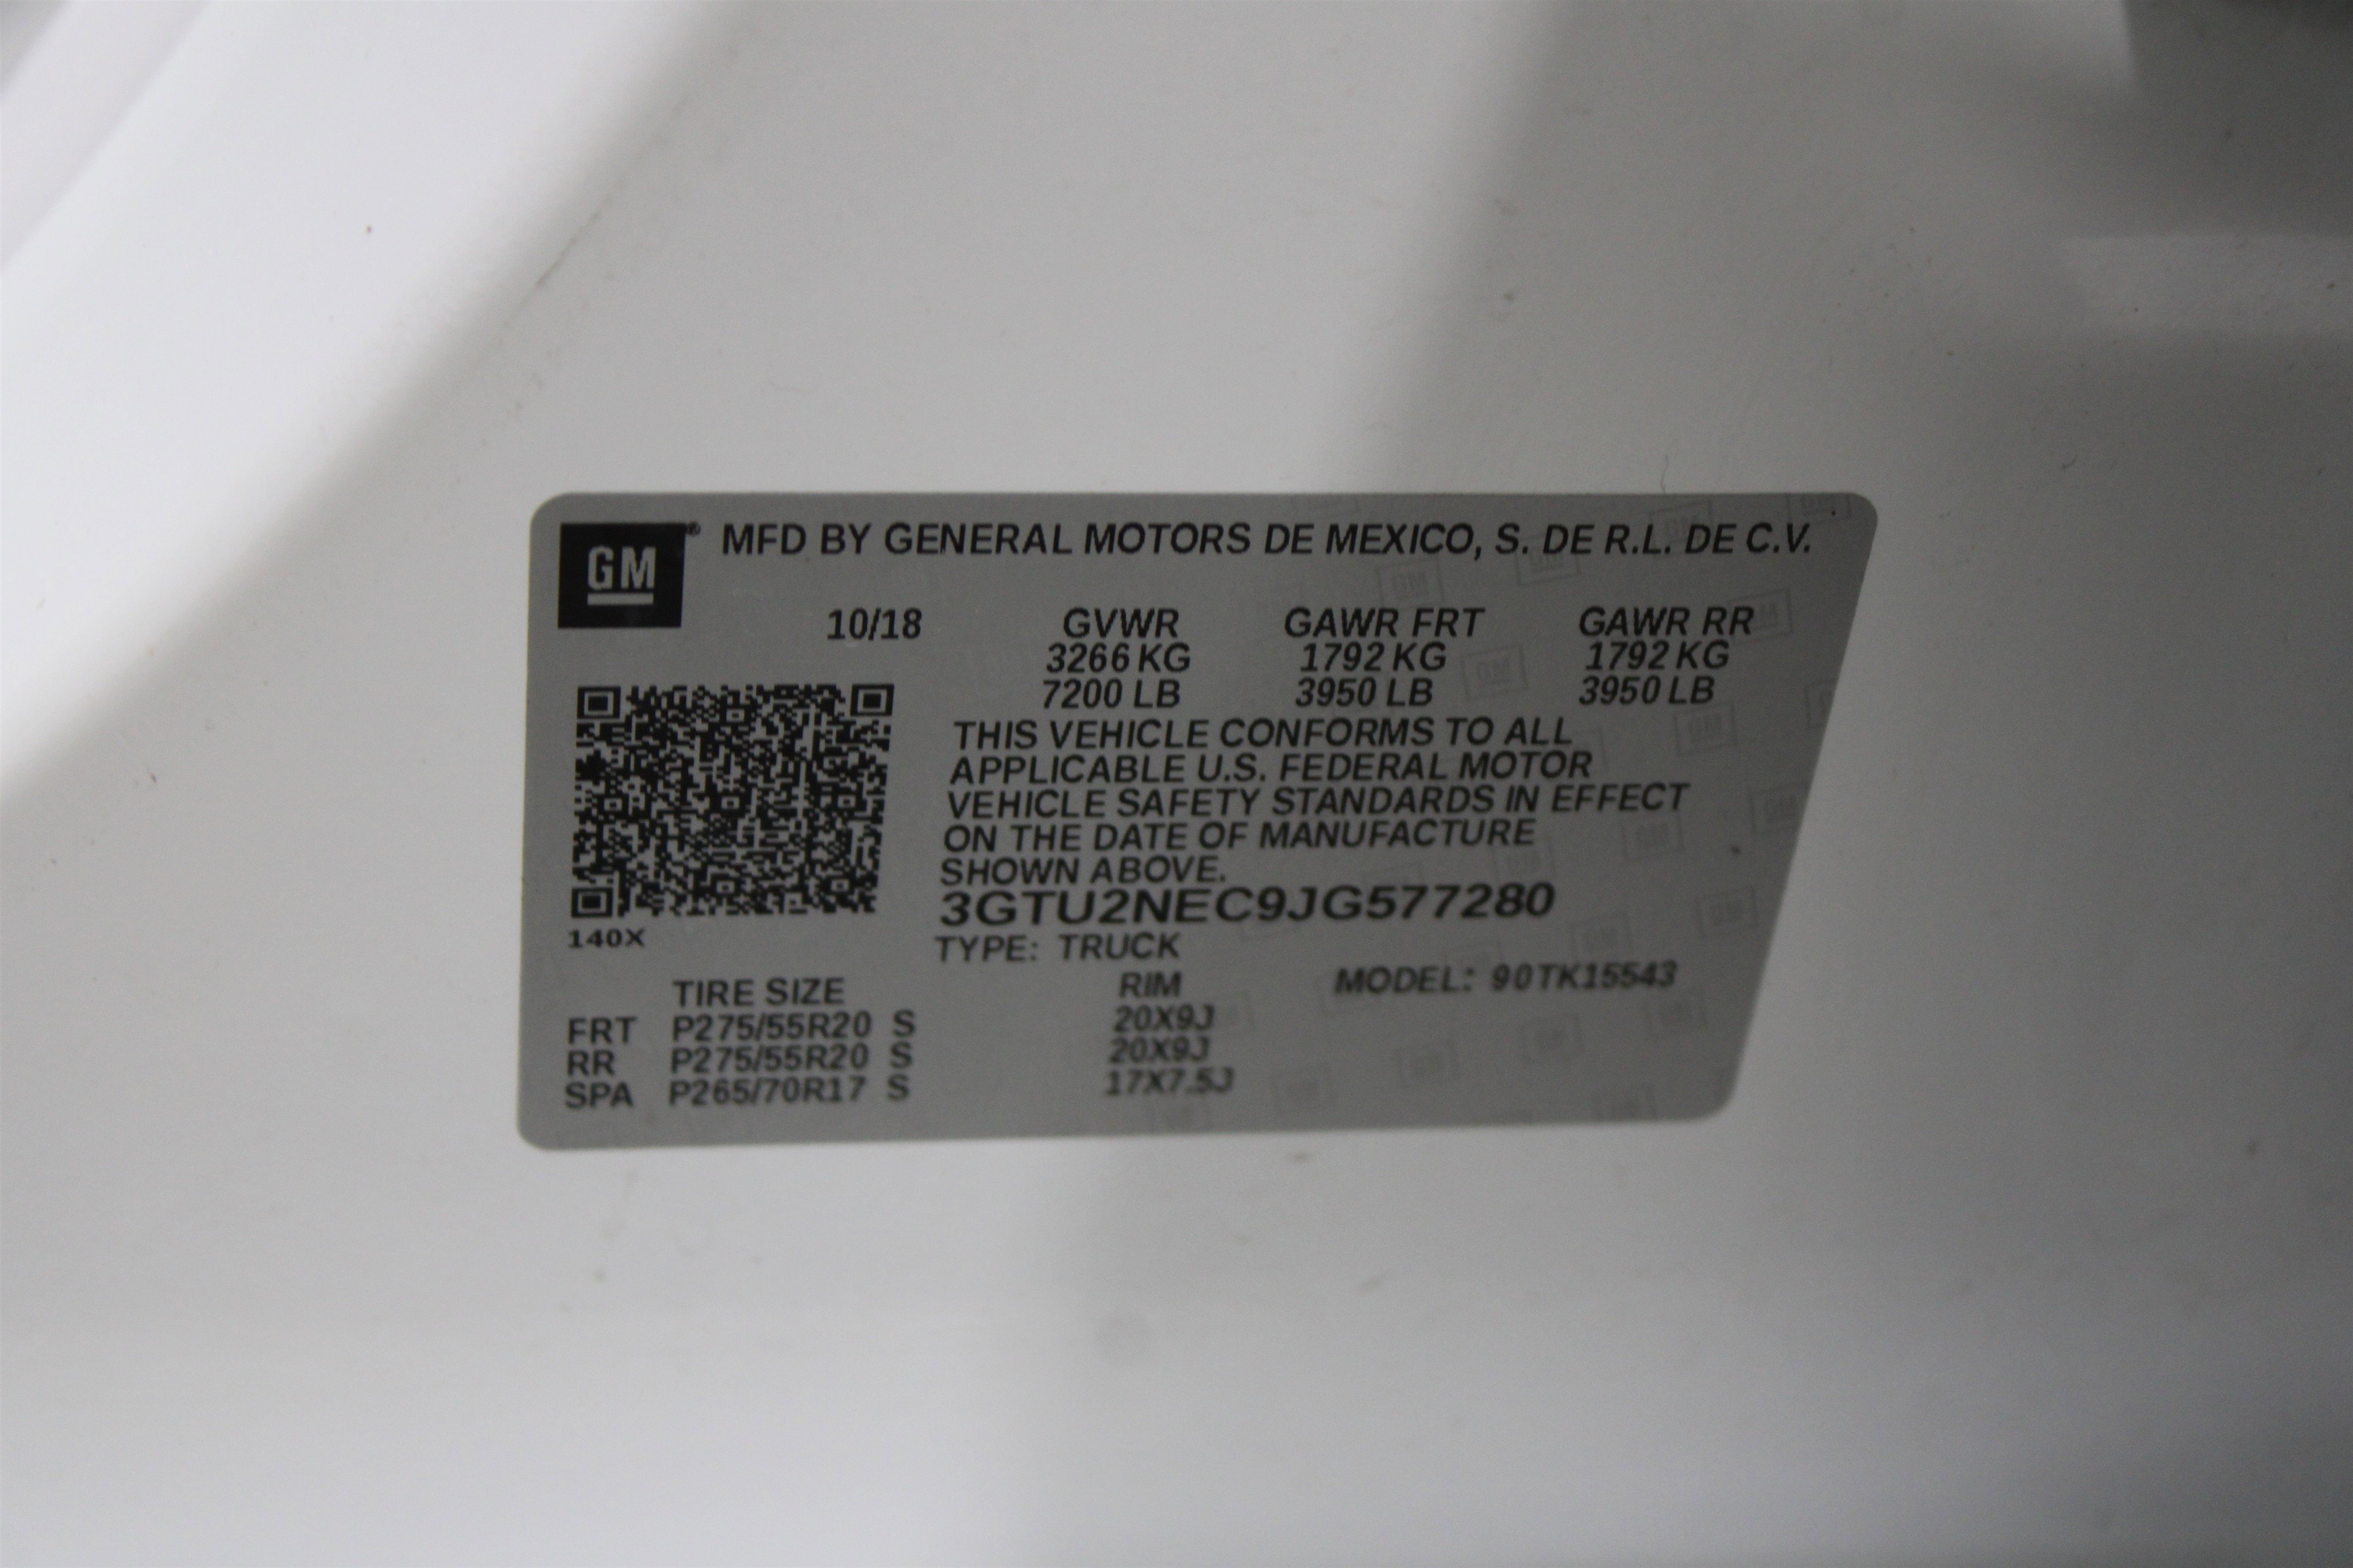 GM® MFD BY GENERAL MOTORS DE MEXICO, S. DE R.L. DE C.V.
10/18 GVWR GAWR FRT GAWR RR
3266 KG 1792 KG 1792 KG
7200 LB 3950 LB 3950 LB
THIS VEHICLE CONFORMS TO ALL
APPLICABLE U.S. FEDERAL MOTOR
VEHICLE SAFETY STANDARDS IN EFFECT
ON THE DATE OF MANUFACTURE
SHOWN ABOVE.
3GTU2NEC9JG577280
140X TYPE: TRUCK
TIRE SIZE RIM MODEL: 90TK15543
FRT P275/55R20 S 20X9J
RR P275/55R20 S 20X9J
SPA P265/70R17 S 17X7.5J